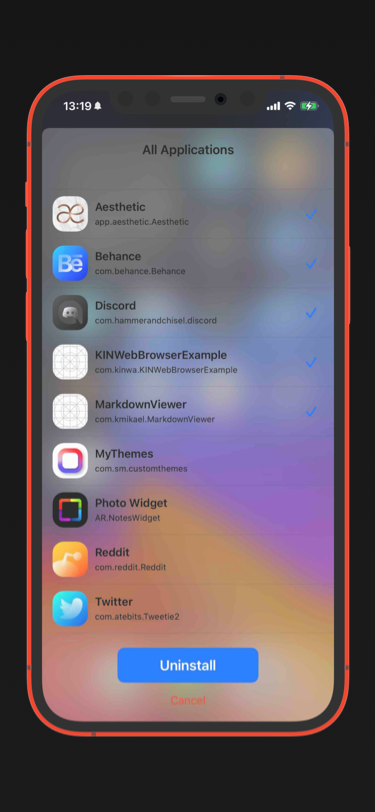 13:19
All Applications
Aesthetic
app.aesthetic.Aesthetic
Behance
com.behance.Behance
Discord
com.hammerandchisel.discord
KINWebBrowserExample
com.kinwa.KINWebBrowserExample
MarkdownViewer
com.kmikael.MarkdownViewer
MyThemes
com.sm.customthemes
Photo Widget
AR.NotesWidget
Reddit
com.reddit.Reddit
Twitter
com.atebits.Tweetie2
Uninstall
Cancel